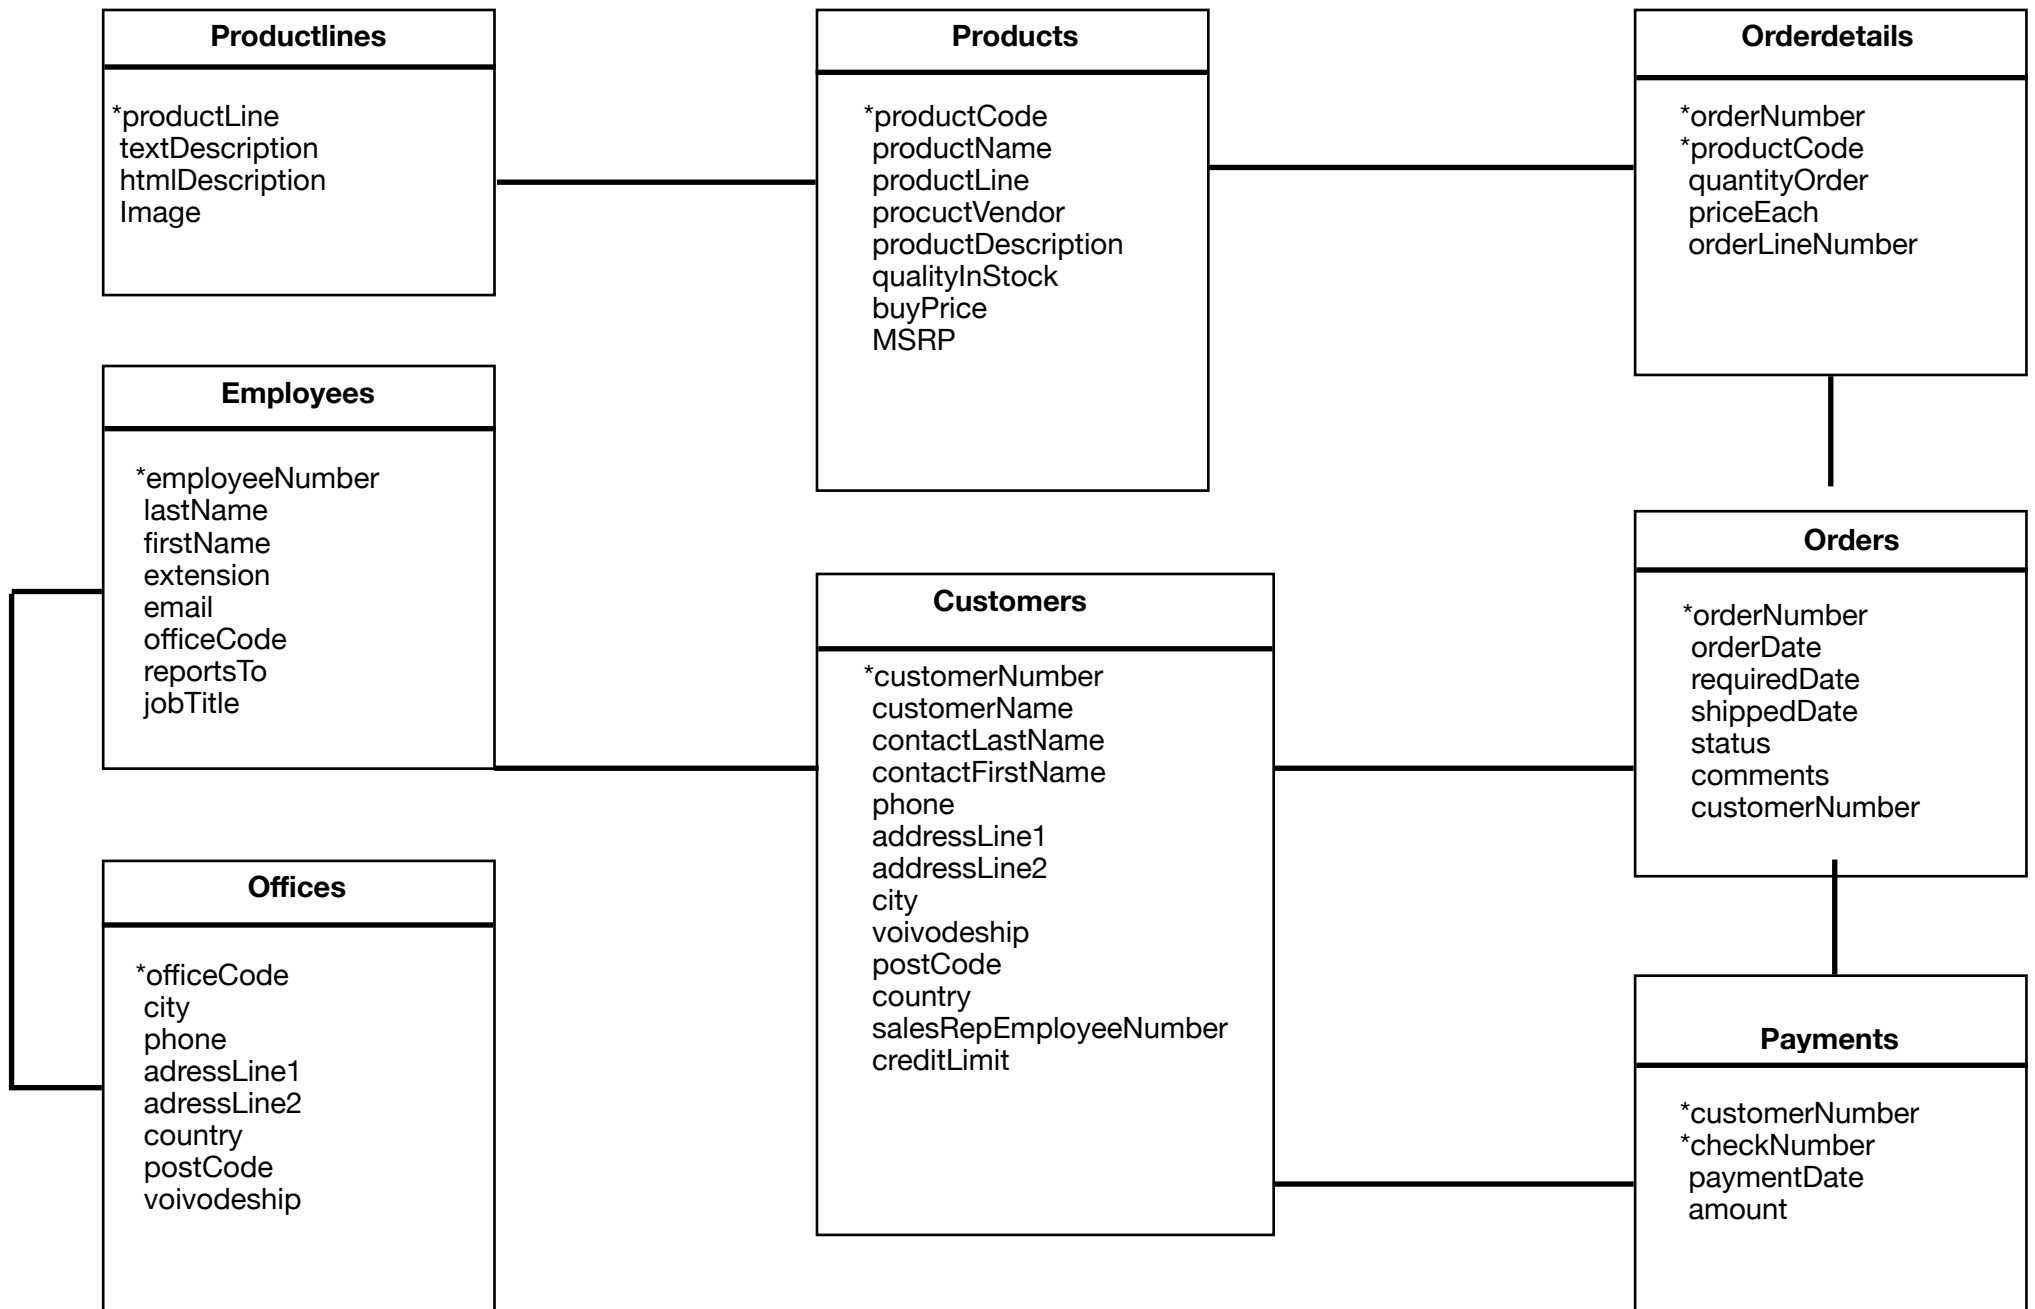 Productlines
*productLine
textDescription
htmlDescription
Image
Products
*productCode
productName
productLine
procuctVendor
productDescription
qualityInStock
buyPrice
MSRP
Orderdetails
*orderNumber
*productCode
quantityOrder
priceEach
orderLineNumber
Employees
*employeeNumber
lastName
firstName
extension
email
officeCode
reportsTo
jobTitle
Customers
*customerNumber
customerName
contactLastName
contactFirstName
phone
addressLine1
addressLine2
city
voivodeship
postCode
country
salesRepEmployeeNumber
creditLimit
Orders
*orderNumber
orderDate
requiredDate
shippedDate
status
comments
customerNumber
Offices
*officeCode
city
phone
adressLine1
adressLine2
country
postCode
voivodeship
Payments
*customerNumber
*checkNumber
paymentDate
amount